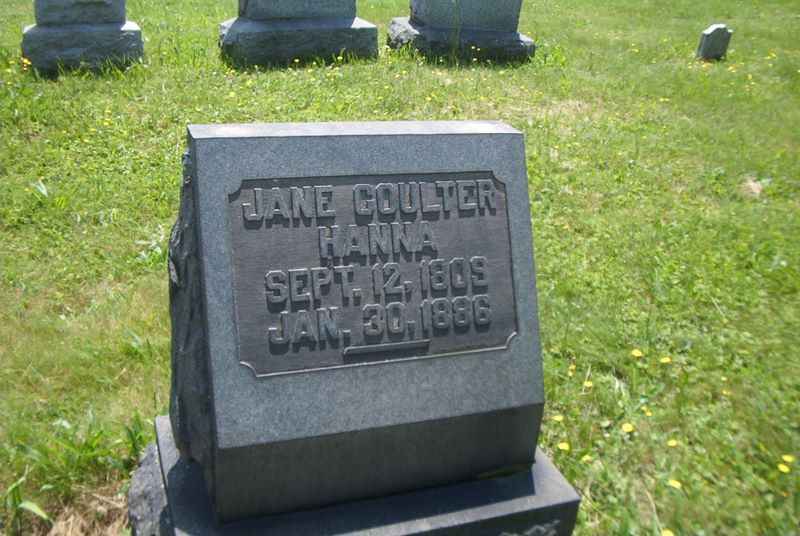 JANE COULTER
HANNA
SEPT. 12, 1809
JAN. 30, 1886